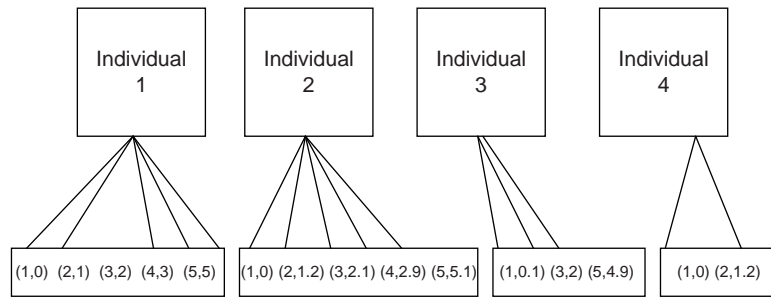 Individual
1
Individual
2
Individual
3
Individual
4
(1,0) (2,1) (3,2) (4,3) (5,5)
(1,0) (2,1.2) (3,2.1) (4,2.9) (5,5.1)
(1,0.1) (3,2) (5,4.9)
(1,0) (2,1.2)